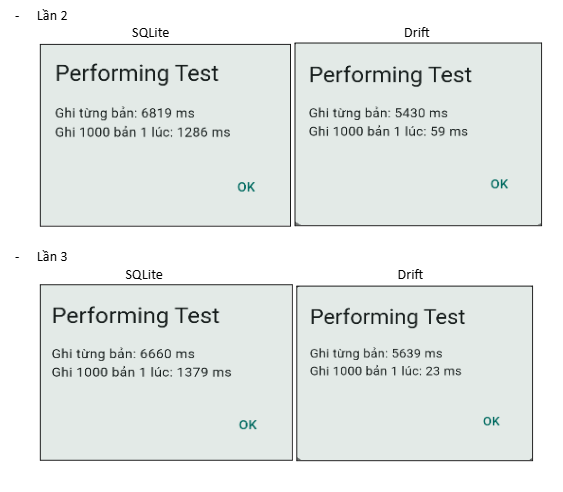 - Lần 2
SQLite
Drift
Performing Test
Ghi từng bản: 6819 ms
Ghi 1000 bản 1 lúc: 1286 ms
OK
Performing Test
Ghi từng bản: 5430 ms
Ghi 1000 bản 1 lúc: 59 ms
OK
- Lần 3
SQLite
Drift
Performing Test
Ghi từng bản: 6660 ms
Ghi 1000 bản 1 lúc: 1379 ms
OK
Performing Test
Ghi từng bản: 5639 ms
Ghi 1000 bản 1 lúc: 23 ms
OK